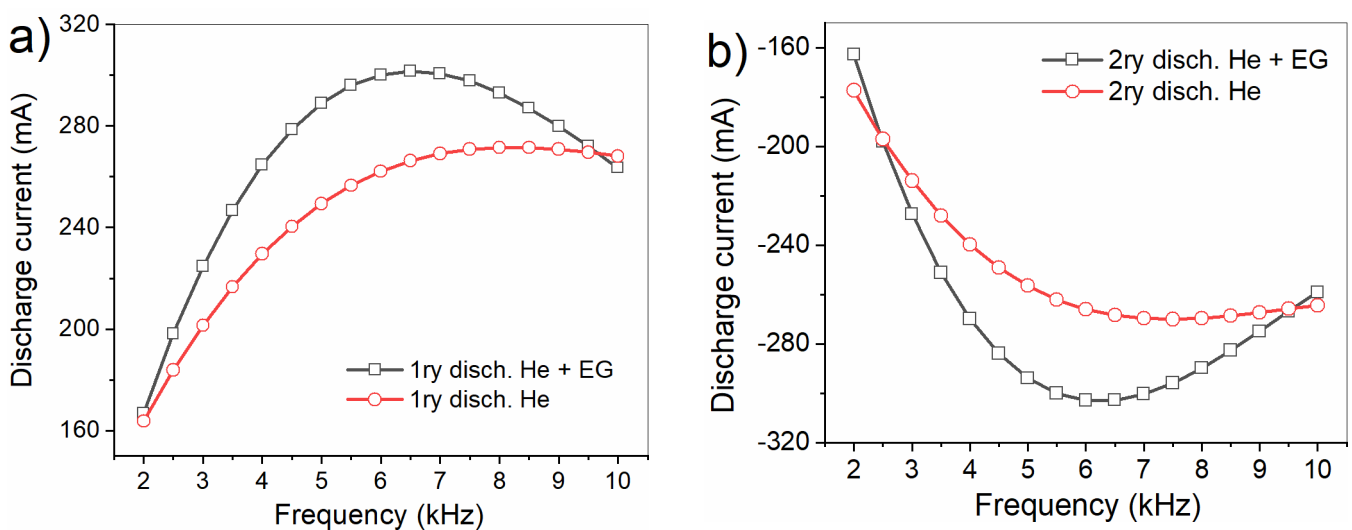 a)
320
280
240
200
160
Discharge current (mA)
1ry disch. He + EG
1ry disch. He
2 3 4 5 6 7 8 9 10
Frequency (kHz)
b)
-160
-200
-240
-280
-320
Discharge current (mA)
2ry disch. He + EG
2ry disch. He
2 3 4 5 6 7 8 9 10
Frequency (kHz)